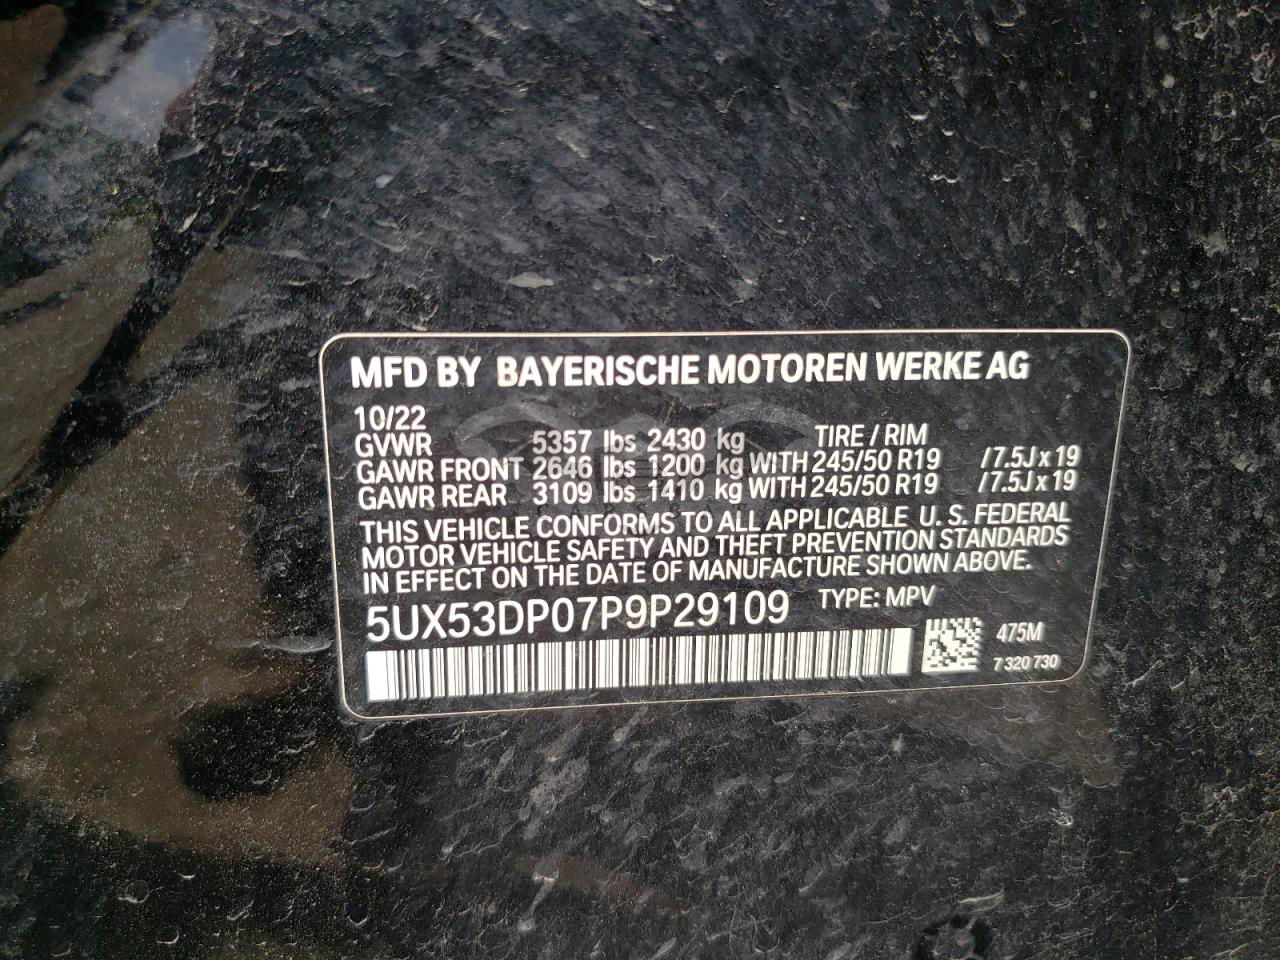 MFD BY BAYERISCHE MOTOREN WERKE AG
10/22
GVWR 5357 lbs 2430 kg TIRE / RIM
GAWR FRONT 2646 lbs 1200 kg WITH 245/50 R19 /7.5J x 19
GAWR REAR 3109 lbs 1410 kg WITH 245/50 R19 /7.5J x 19
THIS VEHICLE CONFORMS TO ALL APPLICABLE U. S. FEDERAL
MOTOR VEHICLE SAFETY AND THEFT PREVENTION STANDARDS
IN EFFECT ON THE DATE OF MANUFACTURE SHOWN ABOVE.
5UX53DP07P9P29109 TYPE: MPV
475M
7 320 730